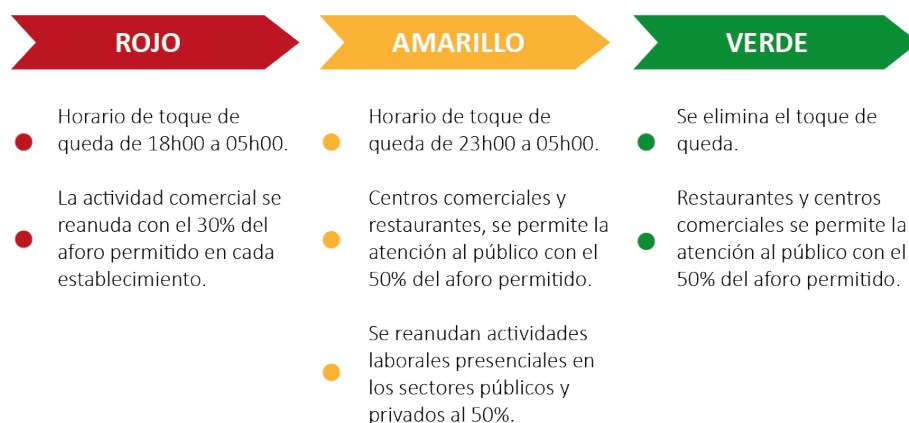 ROJO
Horario de toque de
queda de 18h00 a 05h00.
La actividad comercial se
reanuda con el 30% del
aforo permitido en cada
establecimiento.
AMARILLO
Horario de toque de
queda de 23h00 a 05h00.
Centros comerciales y
restaurantes, se permite la
atención al público con el
50% del aforo permitido.
Se reanudan actividades
laborales presenciales en
los sectores públicos y
privados al 50%.
VERDE
Se elimina el toque de
queda.
Restaurantes y centros
comerciales se permite la
atención al público con el
50% del aforo permitido.